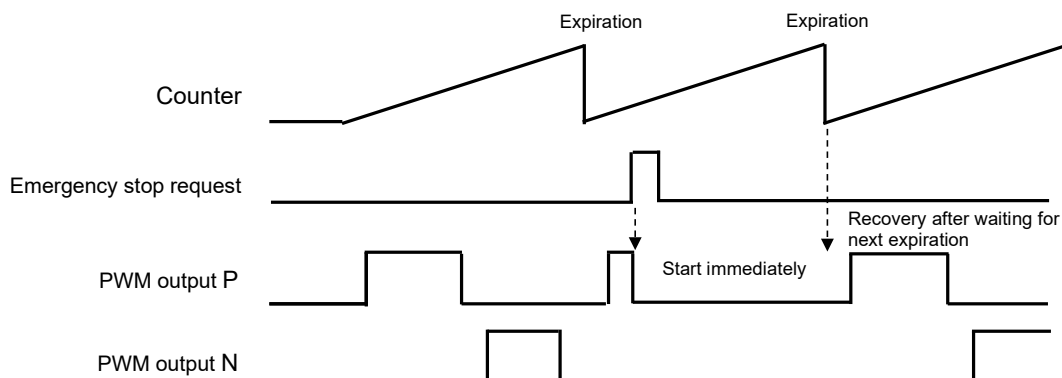 Expiration
Expiration
Counter
Emergency stop request
Recovery after waiting for
next expiration
Start immediately
PWM output P
PWM output N